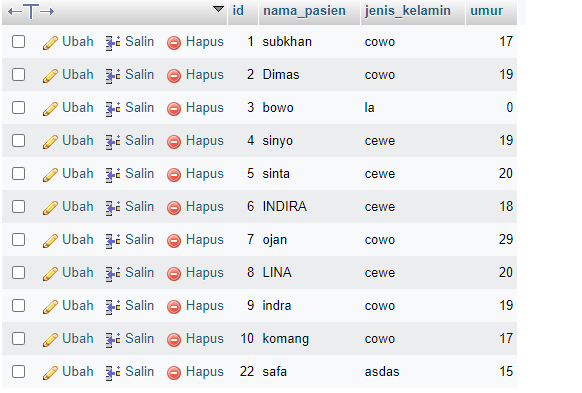 ←T→ id nama_pasien jenis_kelamin umur
Ubah Salin Hapus 1 subkhan cowo 17
Ubah Salin Hapus 2 Dimas cowo 19
Ubah Salin Hapus 3 bowo la 0
Ubah Salin Hapus 4 sinyo cewe 19
Ubah Salin Hapus 5 sinta cewe 20
Ubah Salin Hapus 6 INDIRA cewe 18
Ubah Salin Hapus 7 ojan cowo 29
Ubah Salin Hapus 8 LINA cewe 20
Ubah Salin Hapus 9 indra cowo 19
Ubah Salin Hapus 10 komang cowo 17
Ubah Salin Hapus 22 safa asdas 15